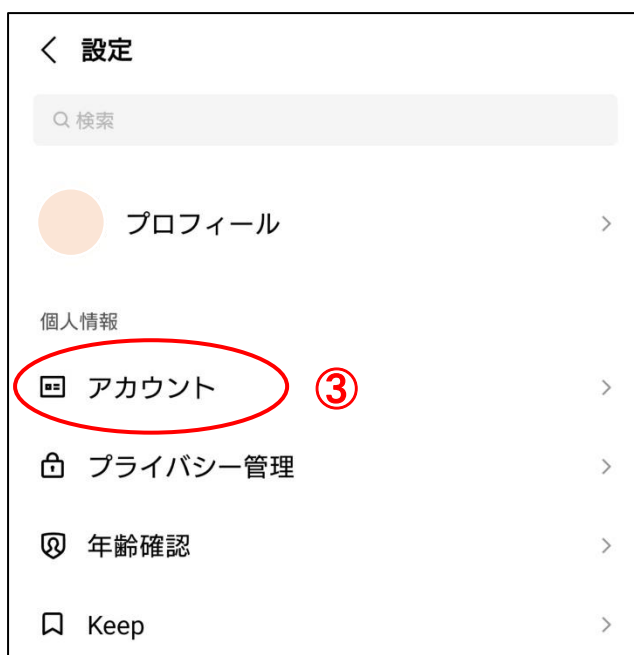 設定
検索
プロフィール
個人情報
アカウント ③
プライバシー管理
年齢確認
Keep